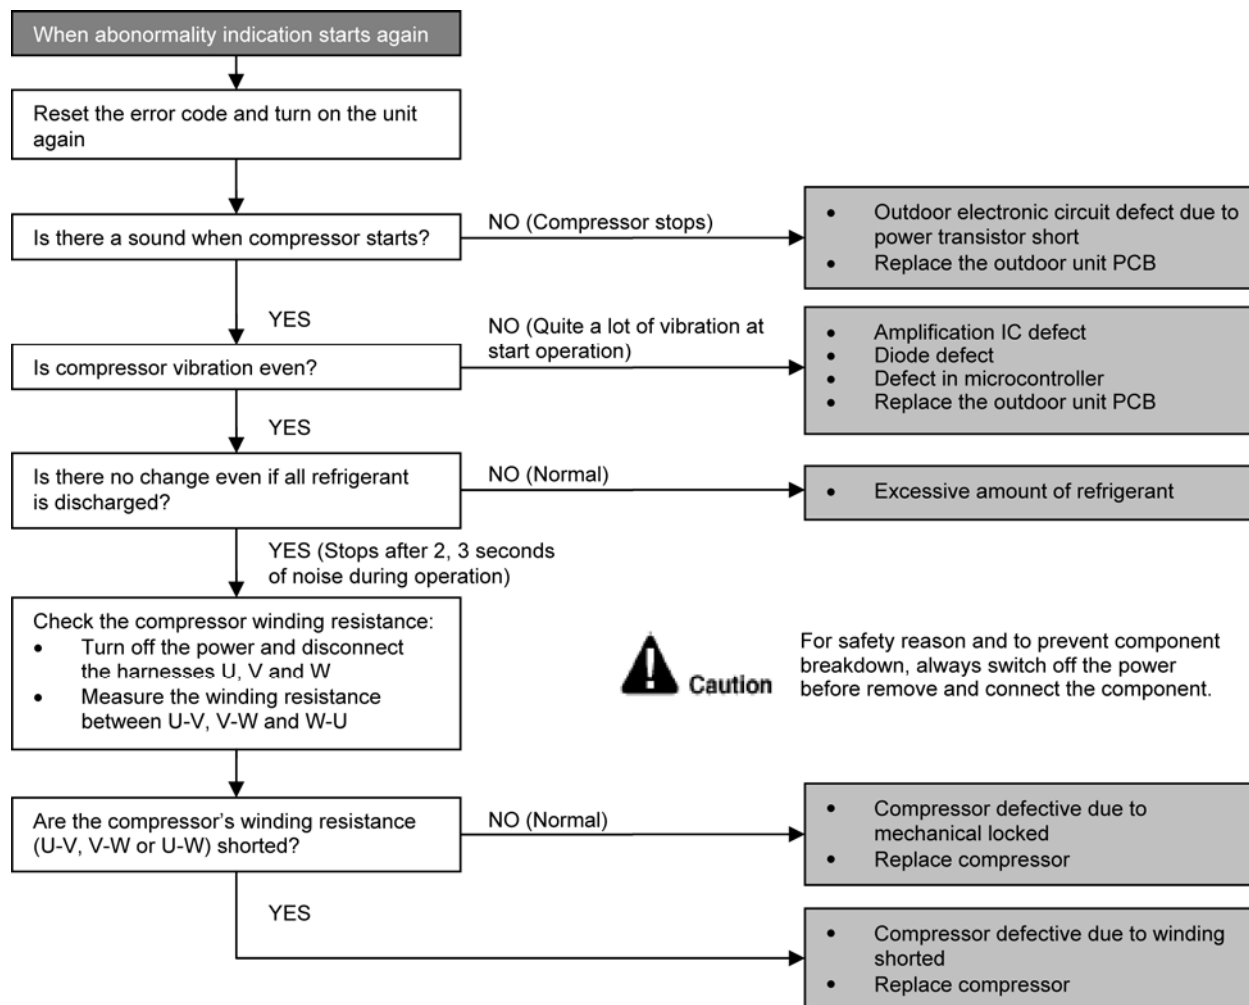 When abonormality indication starts again
Reset the error code and turn on the unit
again
Is there a sound when compressor starts?
NO (Compressor stops)
• Outdoor electronic circuit defect due to
power transistor short
• Replace the outdoor unit PCB
YES
NO (Quite a lot of vibration at
start operation)
Is compressor vibration even?
• Amplification IC defect
• Diode defect
• Defect in microcontroller
• Replace the outdoor unit PCB
YES
Is there no change even if all refrigerant
is discharged?
NO (Normal)
• Excessive amount of refrigerant
YES (Stops after 2, 3 seconds
of noise during operation)
Check the compressor winding resistance:
• Turn off the power and disconnect
the harnesses U, V and W
• Measure the winding resistance
between U-V, V-W and W-U
Caution
For safety reason and to prevent component
breakdown, always switch off the power
before remove and connect the component.
Are the compressor’s winding resistance
(U-V, V-W or U-W) shorted?
NO (Normal)
• Compressor defective due to
mechanical locked
• Replace compressor
YES
• Compressor defective due to winding
shorted
• Replace compressor